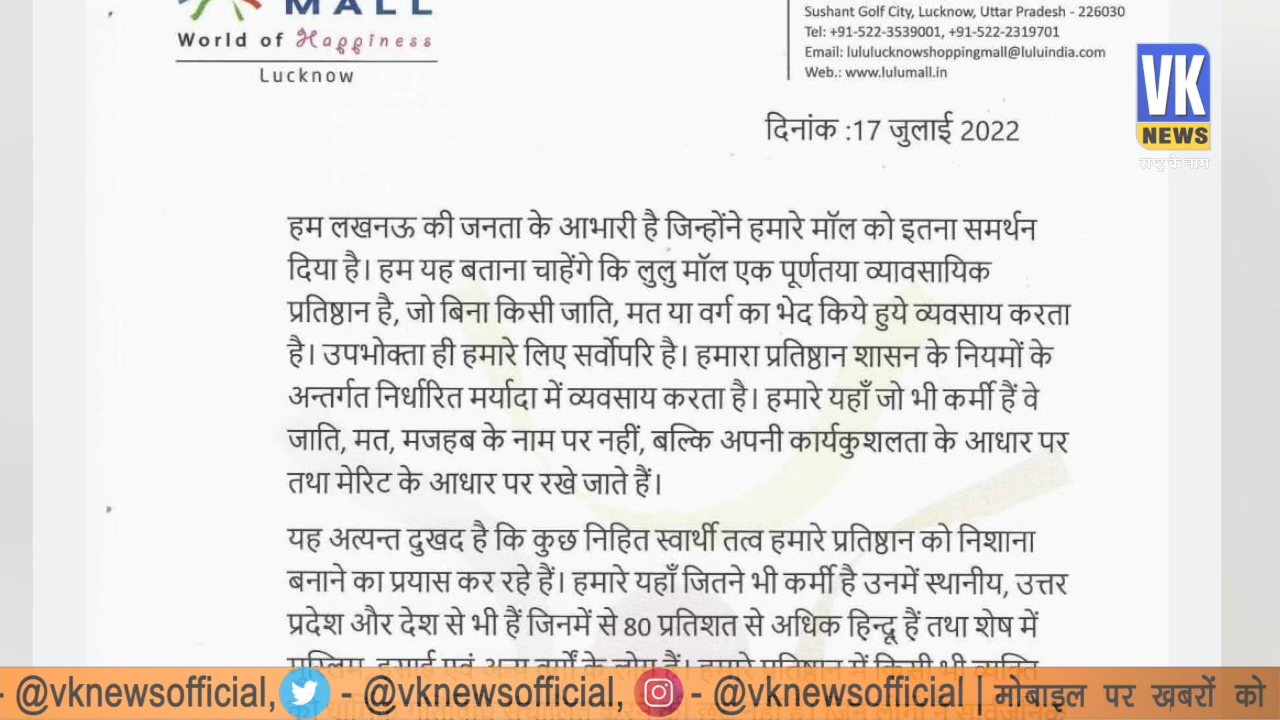 MALL
World of Happiness
Lucknow
Sushant Golf City, Lucknow, Uttar Pradesh - 226030
Tel: +91-522-3539001, +91-522-2319701
Email: lululucknowshoppingmall@luluindia.com
Web.: www.lulumall.in
VK
NEWS
राष्ट्र के नाम
दिनांक :17 जुलाई 2022
हम लखनऊ की जनता के आभारी है जिन्होंने हमारे मॉल को इतना समर्थन
दिया है। हम यह बताना चाहेंगे कि लुलु मॉल एक पूर्णतया व्यावसायिक
प्रतिष्ठान है, जो बिना किसी जाति, मत या वर्ग का भेद किये हुये व्यवसाय करता
है। उपभोक्ता ही हमारे लिए सर्वोपरि है। हमारा प्रतिष्ठान शासन के नियमों के
अन्तर्गत निर्धारित मर्यादा में व्यवसाय करता है। हमारे यहाँ जो भी कर्मी हैं वे
जाति, मत, मजहब के नाम पर नहीं, बल्कि अपनी कार्यकुशलता के आधार पर
तथा मेरिट के आधार पर रखे जाते हैं।
यह अत्यन्त दुखद है कि कुछ निहित स्वार्थी तत्व हमारे प्रतिष्ठान को निशाना
बनाने का प्रयास कर रहे हैं। हमारे यहाँ जितने भी कर्मी है उनमें स्थानीय, उत्तर
प्रदेश और देश से भी हैं जिनमें से 80 प्रतिशत से अधिक हिन्दू हैं तथा शेष में
- @vknewsofficial, - @vknewsofficial, - @vknewsofficial | मोबाइल पर खबरों को